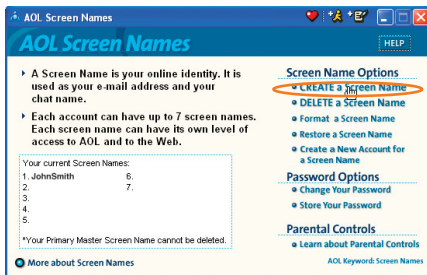 AOL Screen Names
AOL Screen Names
HELP
A Screen Name is your online identity. It is
used as your e-mail address and your
chat name.
Each account can have up to 7 screen names.
Each screen name can have its own level of
access to AOL and to the Web.
Your current Screen Names:
1. JohnSmith 6.
2. 7.
3.
4.
5.
*Your Primary Master Screen Name cannot be deleted.
More about Screen Names
Screen Name Options
CREATE a Screen Name
DELETE a Screen Name
Format a Screen Name
Restore a Screen Name
Create a New Account for
a Screen Name
Password Options
Change Your Password
Store Your Password
Parental Controls
Learn about Parental Controls
AOL Keyword: Screen Names